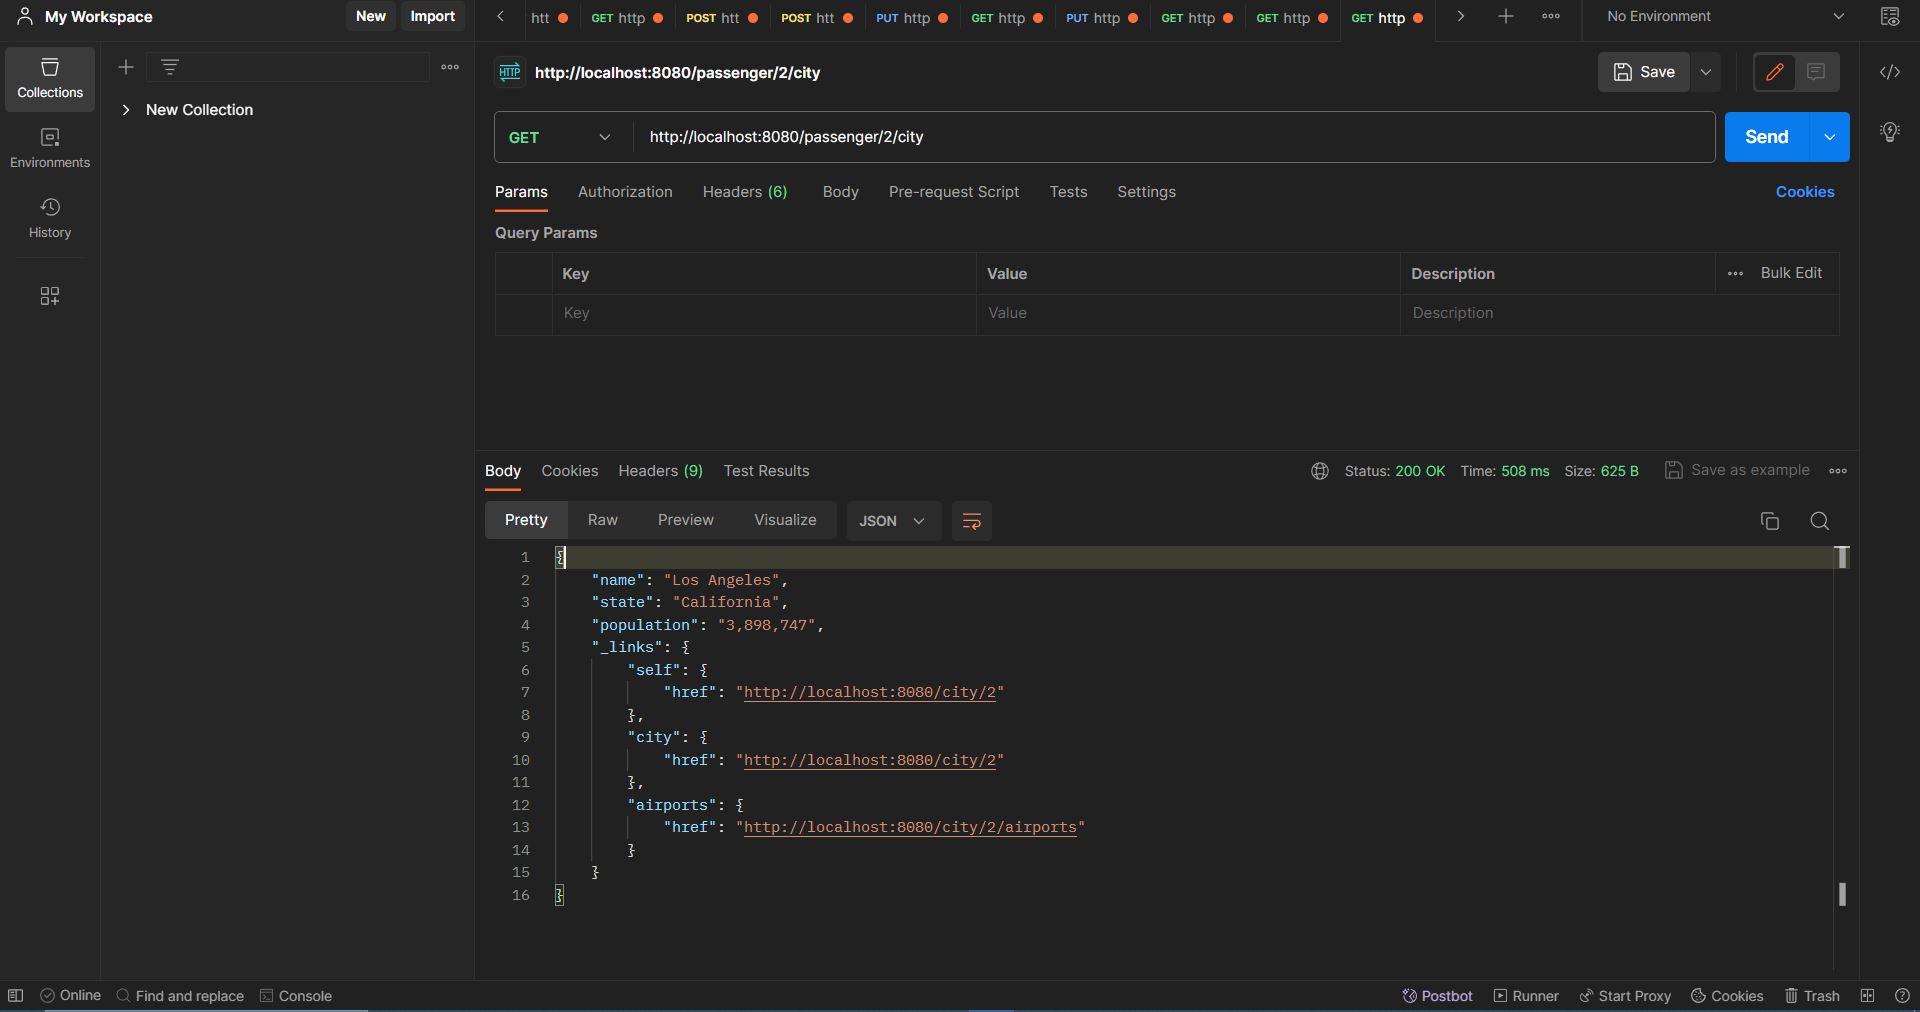 My Workspace New Import htt GET http POST htt POST htt PUT http GET http PUT http GET http GET http GET http No Environment
Collections
Environments
History
New Collection
HTTP http://localhost:8080/passenger/2/city Save
GET http://localhost:8080/passenger/2/city Send
Params Authorization Headers (6) Body Pre-request Script Tests Settings Cookies
Query Params
Key Value Description Bulk Edit
Key Value Description
Body Cookies Headers (9) Test Results Status: 200 OK Time: 508 ms Size: 625 B Save as example
Pretty Raw Preview Visualize JSON
1 {
2 "name": "Los Angeles",
3 "state": "California",
4 "population": "3,898,747",
5 "_links": {
6 "self": {
7 "href": "http://localhost:8080/city/2"
8 },
9 "city": {
10 "href": "http://localhost:8080/city/2"
11 },
12 "airports": {
13 "href": "http://localhost:8080/city/2/airports"
14 }
15 }
16 }
Online Find and replace Console Postbot Runner Start Proxy Cookies Trash